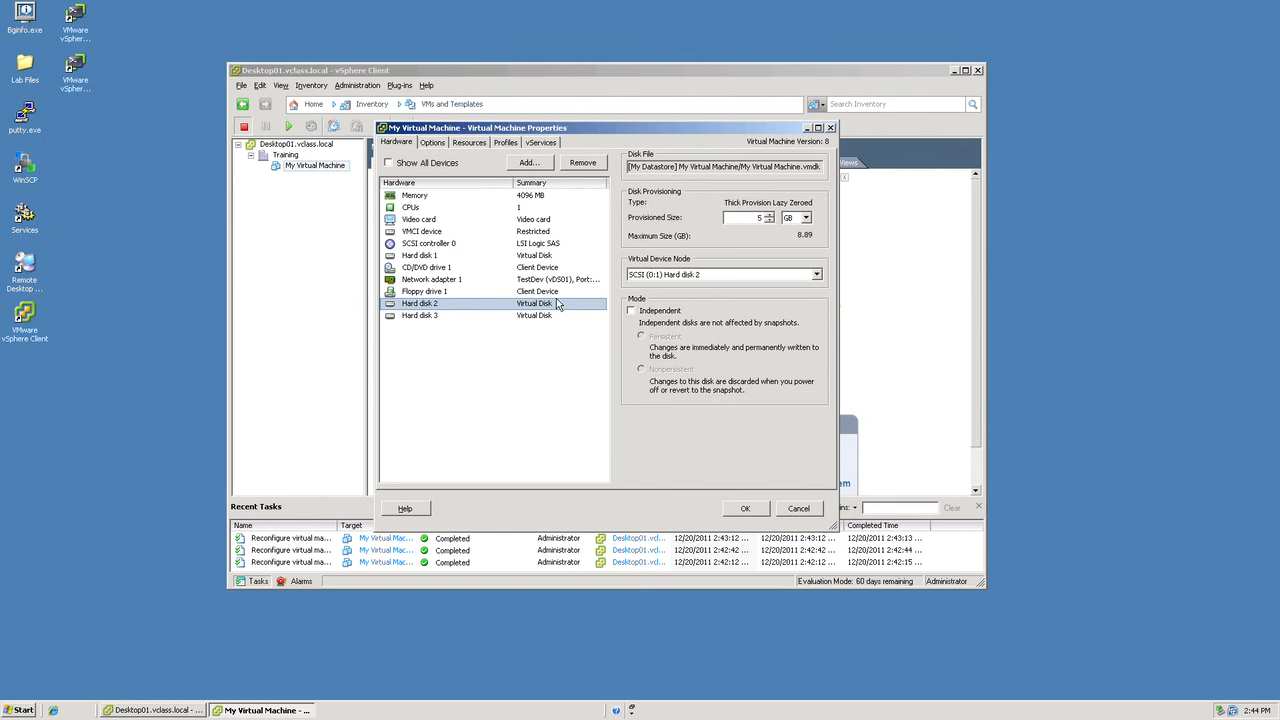 Bginfo.exe
VMware
vSpher...
Lab Files
VMware
vSpher...
putty.exe
WinSCP
Services
Remote
Desktop ...
VMware
vSphere Client
Desktop01.vclass.local - vSphere Client
File Edit View Inventory Administration Plug-ins Help
Home Inventory VMs and Templates Search Inventory
Desktop01.vclass.local
Training
My Virtual Machine
Views
My Virtual Machine - Virtual Machine Properties
Hardware Options Resources Profiles vServices Virtual Machine Version: 8
Show All Devices Add... Remove
Hardware Summary
Memory 4096 MB
CPUs 1
Video card Video card
VMCI device Restricted
SCSI controller 0 LSI Logic SAS
Hard disk 1 Virtual Disk
CD/DVD drive 1 Client Device
Network adapter 1 TestDev (vDS01), Port:...
Floppy drive 1 Client Device
Hard disk 2 Virtual Disk
Hard disk 3 Virtual Disk
Disk File
[My Datastore] My Virtual Machine/My Virtual Machine.vmdk
Disk Provisioning
Type: Thick Provision Lazy Zeroed
Provisioned Size: 5 GB
Maximum Size (GB): 8.89
Virtual Device Node
SCSI (0:1) Hard disk 2
Mode
Independent
Independent disks are not affected by snapshots.
Persistent
Changes are immediately and permanently written to
the disk.
Nonpersistent
Changes to this disk are discarded when you power
off or revert to the snapshot.
Help OK Cancel
em
Recent Tasks Clear
Name Target Completed Time
Reconfigure virtual ma... My Virtual Mac... Completed Administrator Desktop01.vcl... 12/20/2011 2:43:12 ... 12/20/2011 2:43:12 ... 12/20/2011 2:43:13 ...
Reconfigure virtual ma... My Virtual Mac... Completed Administrator Desktop01.vcl... 12/20/2011 2:42:42 ... 12/20/2011 2:42:42 ... 12/20/2011 2:42:44 ...
Reconfigure virtual ma... My Virtual Mac... Completed Administrator Desktop01.vcl... 12/20/2011 2:42:12 ... 12/20/2011 2:42:12 ... 12/20/2011 2:42:15 ...
Tasks Alarms Evaluation Mode: 60 days remaining Administrator
Start Desktop01.vclass.local - ... My Virtual Machine - ... 2:44 PM